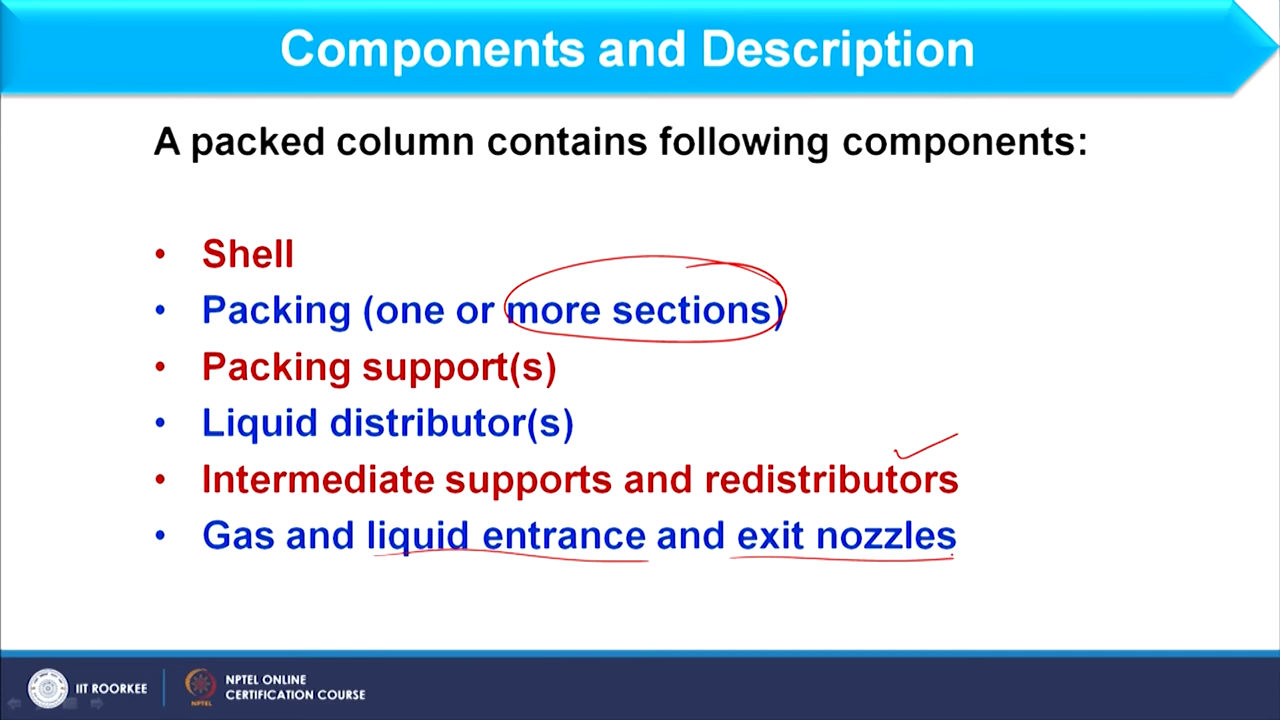 Components and Description
A packed column contains following components:
• Shell
• Packing (one or more sections)
• Packing support(s)
• Liquid distributor(s)
• Intermediate supports and redistributors
• Gas and liquid entrance and exit nozzles
IIT ROORKEE
NPTEL
NPTEL ONLINE
CERTIFICATION COURSE